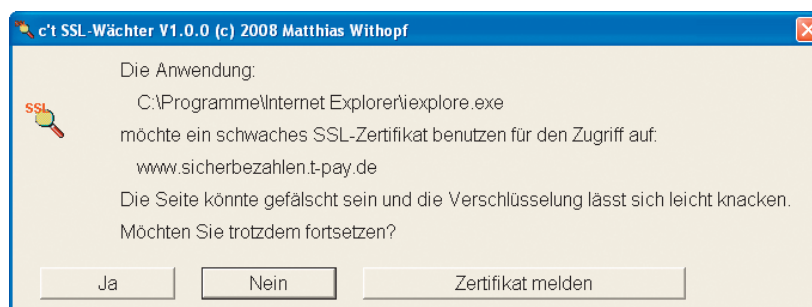 c't SSL-Wächter V1.0.0 (c) 2008 Matthias Withopf
Die Anwendung:
C:\Programme\Internet Explorer\iexplore.exe
SSL
möchte ein schwaches SSL-Zertifikat benutzen für den Zugriff auf:
www.sicherbezahlen.t-pay.de
Die Seite könnte gefälscht sein und die Verschlüsselung lässt sich leicht knacken.
Möchten Sie trotzdem fortsetzen?
Ja Nein Zertifikat melden